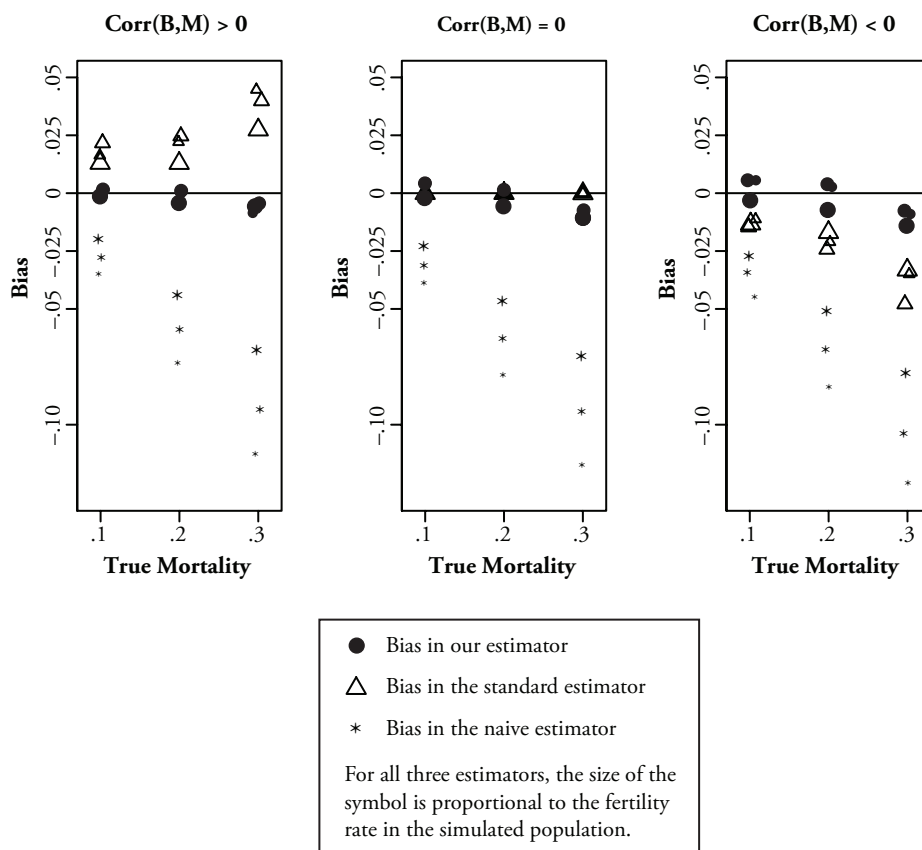 Corr(B,M) > 0
Corr(B,M) = 0
Corr(B,M) < 0
Bias
.05
.025
0
−.025
−.05
−.10
.1 .2 .3
True Mortality
Bias
.05
.025
0
−.025
−.05
−.10
.1 .2 .3
True Mortality
Bias
.05
.025
0
−.025
−.05
−.10
.1 .2 .3
True Mortality
Bias in our estimator
Bias in the standard estimator
Bias in the naive estimator
For all three estimators, the size of the
symbol is proportional to the fertility
rate in the simulated population.